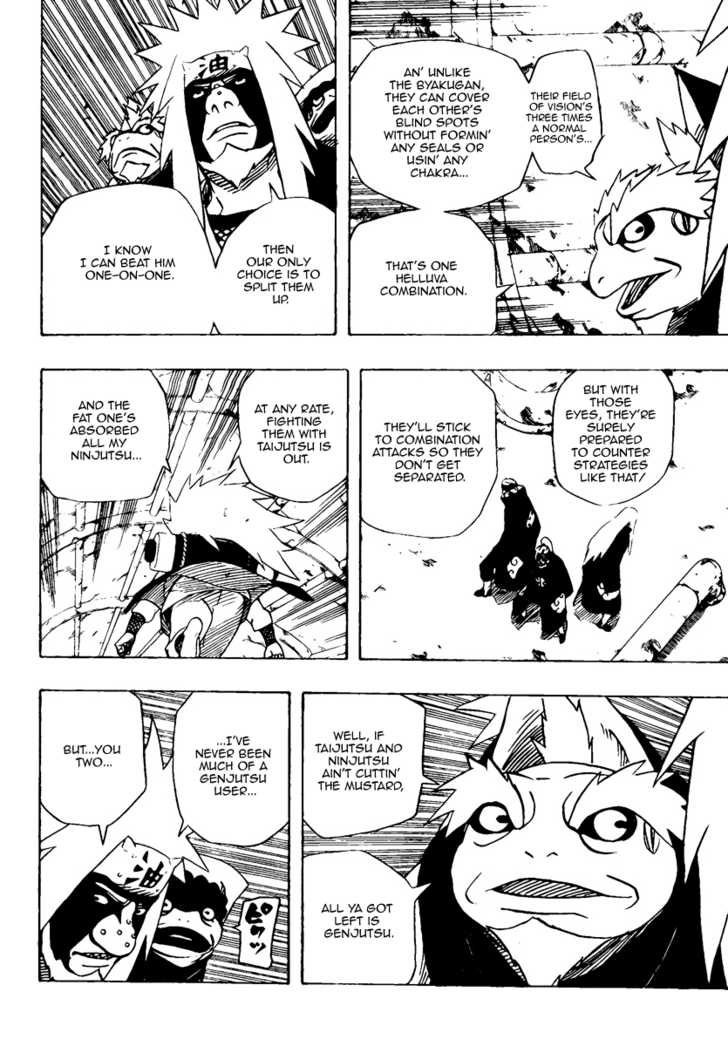 THEIR FIELD
OF VISION'S
THREE TIMES
A NORMAL
PERSON'S...
AN' UNLIKE
THE BYAKUGAN,
THEY CAN COVER
EACH OTHER'S
BLIND SPOTS
WITHOUT FORMIN'
ANY SEALS OR
USIN' ANY
CHAKRA...
THAT'S ONE
HELLUVA
COMBINATION.
油
THEN
OUR ONLY
CHOICE IS TO
SPLIT THEM
UP.
I KNOW
I CAN BEAT HIM
ONE-ON-ONE.
BUT WITH
THOSE
EYES, THEY'RE
SURELY
PREPARED
TO COUNTER
STRATEGIES
LIKE THAT/
THEY'LL STICK
TO COMBINATION
ATTACKS SO THEY
DON'T GET
SEPARATED.
AT ANY RATE,
FIGHTING
THEM WITH
TAIJUTSU IS
OUT.
AND THE
FAT ONE'S
ABSORBED
ALL MY
NINJUTSU...
WELL, IF
TAIJUTSU AND
NINJUTSU
AIN'T CUTTIN'
THE MUSTARD,
ALL YA GOT
LEFT IS
GENJUTSU.
...I'VE
NEVER BEEN
MUCH OF A
GENJUTSU
USER...
BUT...YOU
TWO...
油
ピクッ